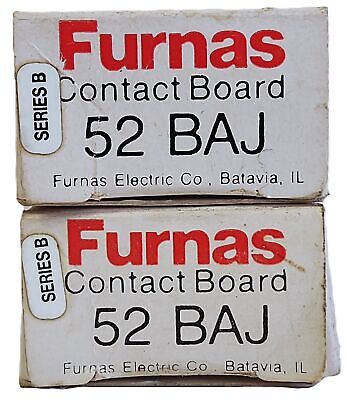 Furnas
SERIES B
Contact Board
52 BAJ
Furnas Electric Co., Batavia, IL
Furnas
SERIES B
Contact Board
52 BAJ
Furnas Electric Co., Batavia, IL